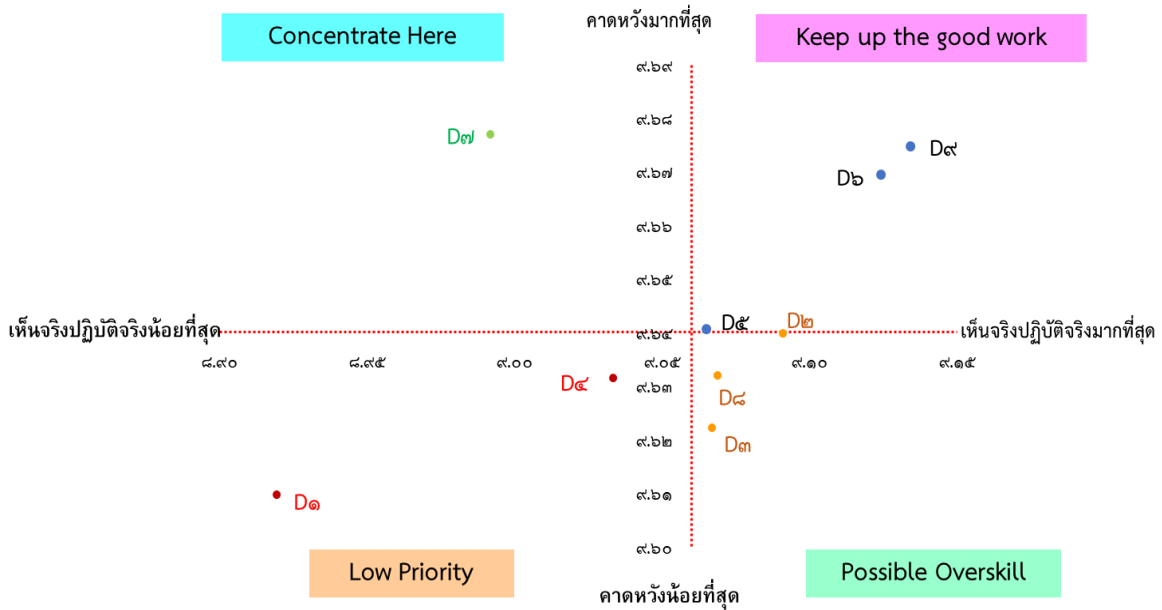 คาดหวังมากที่สุด
Concentrate Here
Keep up the good work
๙.๖๙
๙.๖๘
D๗
D๙
๙.๖๗
D๖
๙.๖๖
๙.๖๕
D๕
D๒
เห็นจริงปฏิบัติจริงน้อยที่สุด
๙.๖๔
เห็นจริงปฏิบัติจริงมากที่สุด
๘.๙๐
๘.๙๕
๙.๐๐
๙.๐๕
๙.๑๐
๙.๑๕
D๔
๙.๖๓
D๘
๙.๖๒
D๓
๙.๖๑
D๑
๙.๖๐
Low Priority
Possible Overskill
คาดหวังน้อยที่สุด